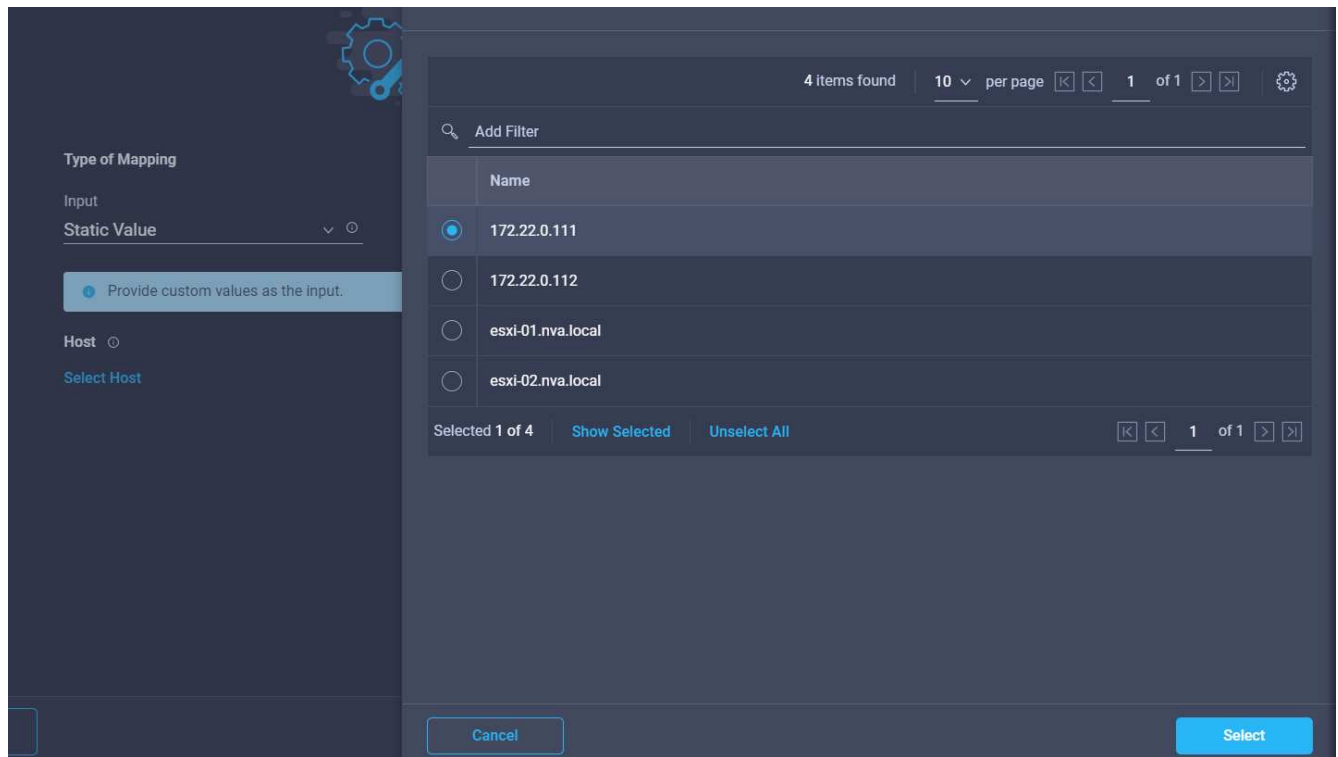 4 items found 10 per page 1 of 1
Add Filter
Type of Mapping
Name
Input
Static Value
172.22.0.111
172.22.0.112
Provide custom values as the input.
esxi-01.nva.local
Host
Select Host
esxi-02.nva.local
Selected 1 of 4 Show Selected Unselect All 1 of 1
Cancel Select